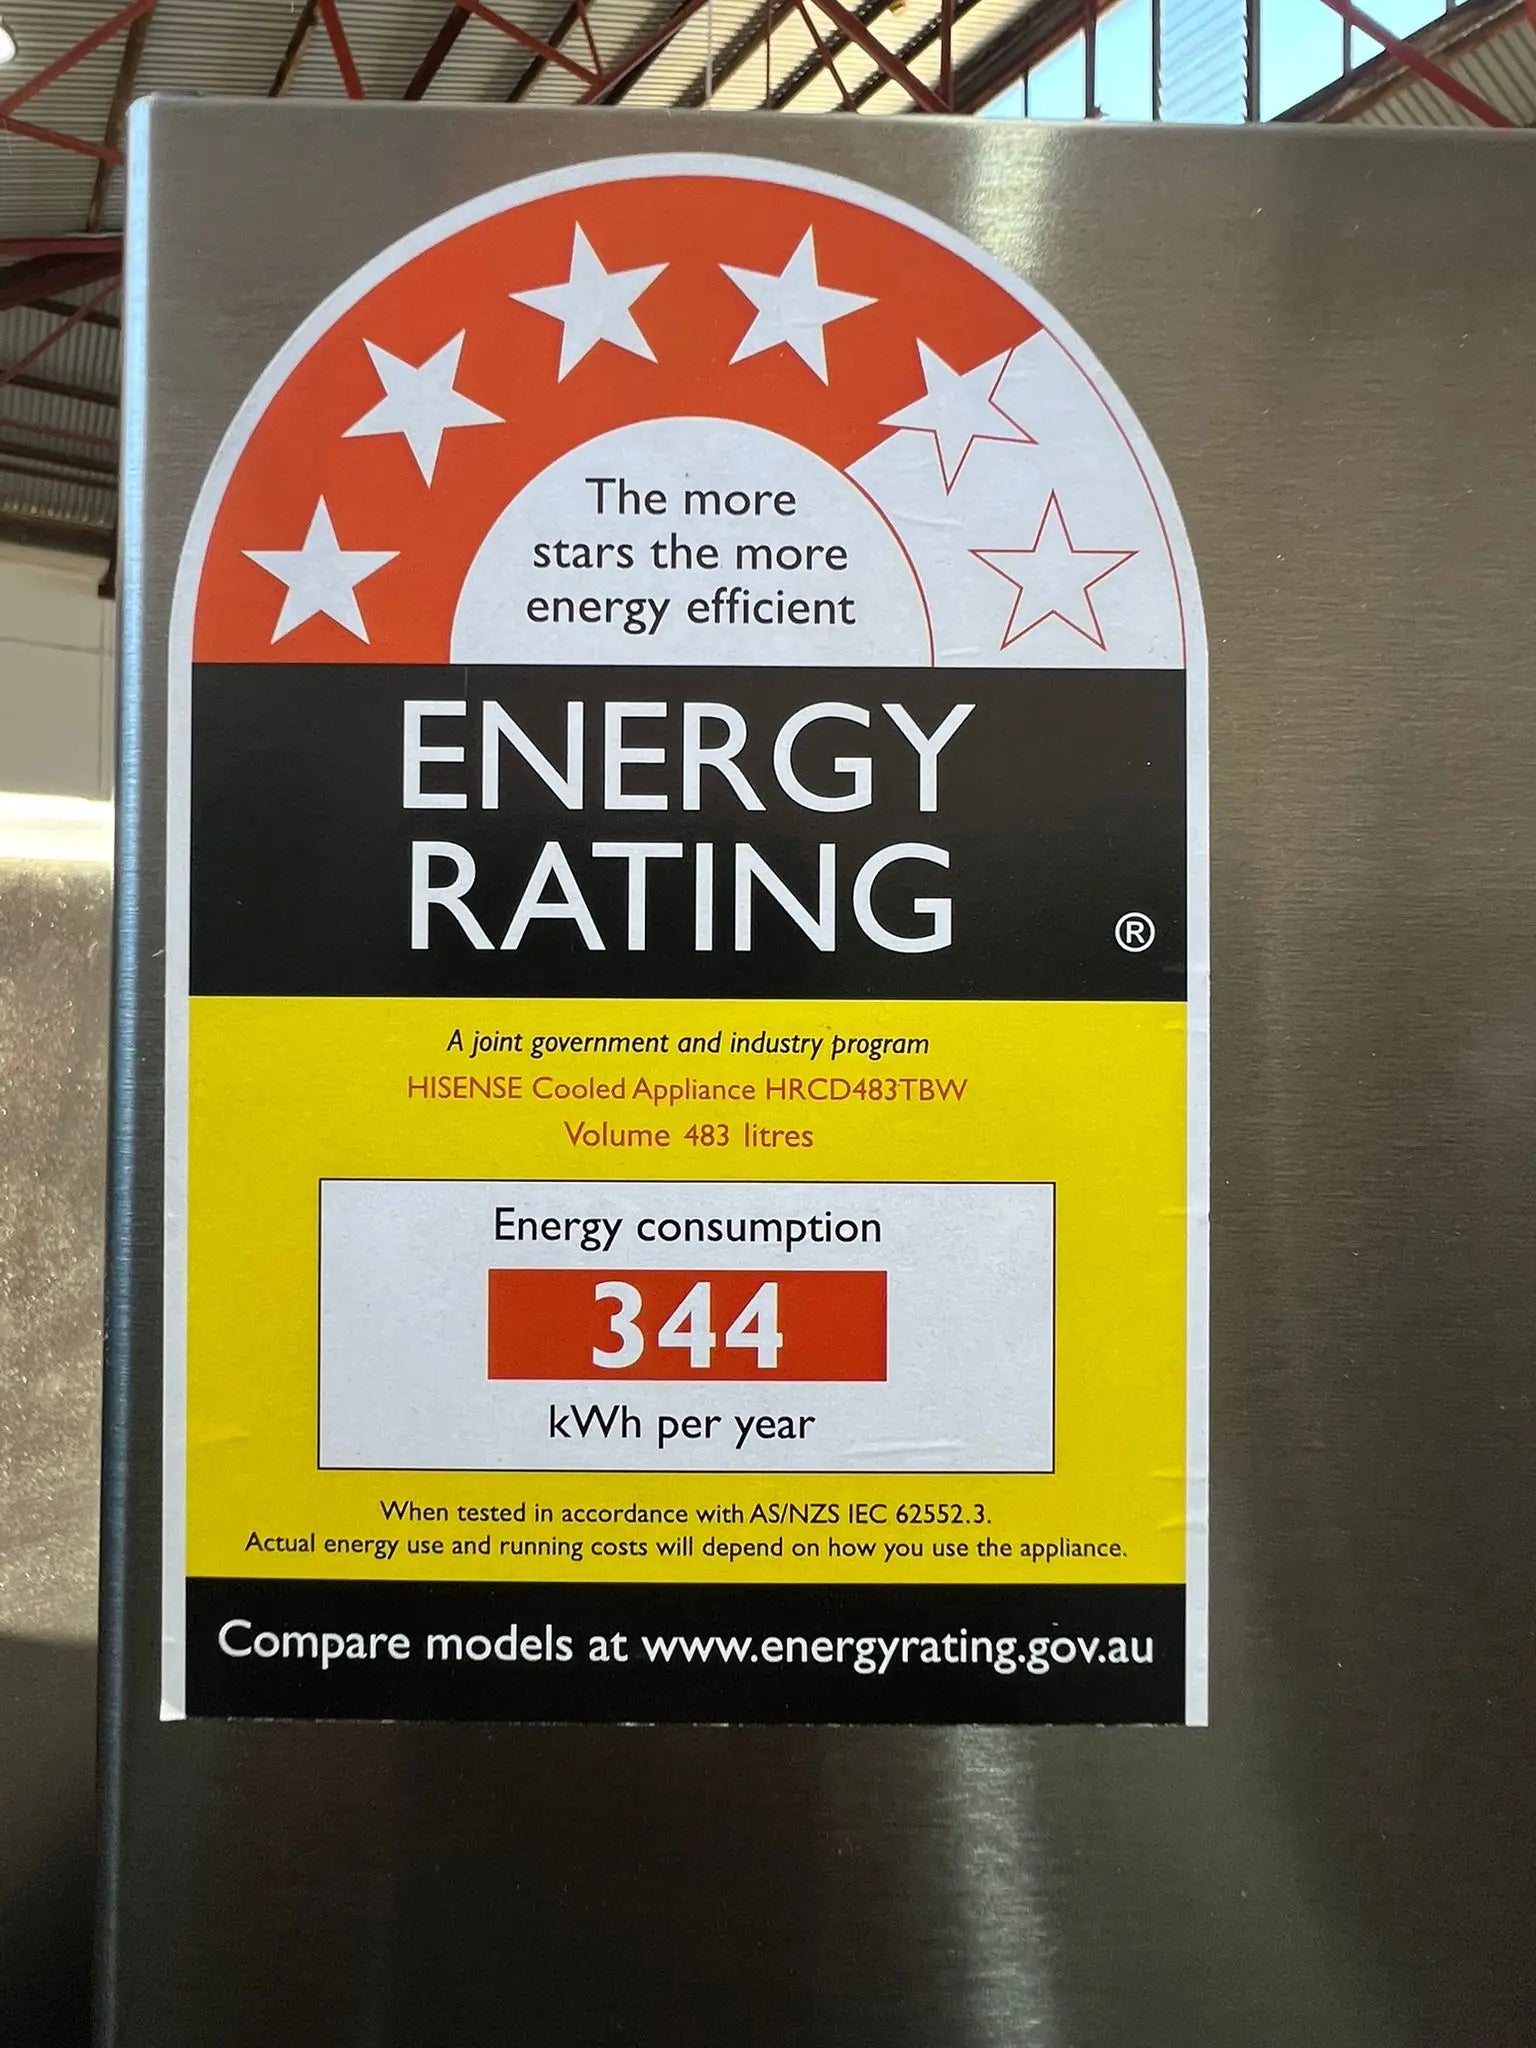 The more
stars the more
energy efficient
ENERGY
RATING
®
A joint government and industry program
HISENSE Cooled Appliance HRCD483TBW
Volume 483 litres
Energy consumption
344
kWh per year
When tested in accordance with AS/NZS IEC 62552.3.
Actual energy use and running costs will depend on how you use the appliance.
Compare models at www.energyrating.gov.au